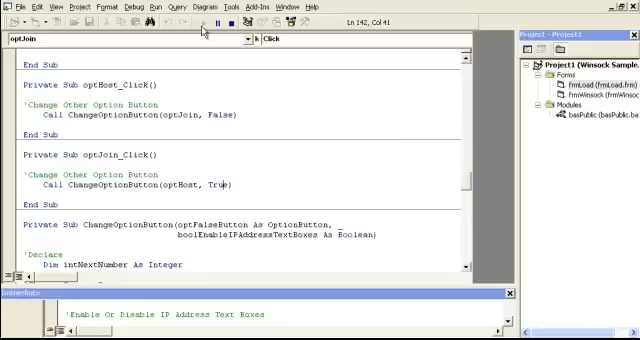 File Edit View Project Format Debug Run Query Diagram Tools Add-Ins Window Help
Ln 142, Col 41
optJoin
Click
End Sub
Private Sub optHost_Click()
'Change Other Option Button
Call ChangeOptionButton(optJoin, False)
End Sub
Private Sub optJoin_Click()
'Change Other Option Button
Call ChangeOptionButton(optHost, True)
End Sub
Private Sub ChangeOptionButton(optFalseButton As OptionButton, _
boolEnableIPAddressTextBoxes As Boolean)
'Declare
Dim intNextNumber As Integer
Immediate
'Enable Or Disable IP Address Text Boxes
Project - Project1
Project1 (Winsock Sample.
Forms
frmLoad (frmLoad.frm)
frmWinsock (frmWinsoc
Modules
basPublic (basPublic.ba